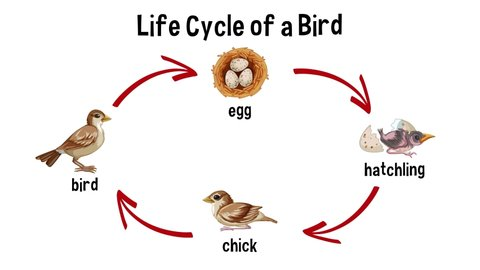 Life Cycle of a Bird
egg
hatchling
chick
bird